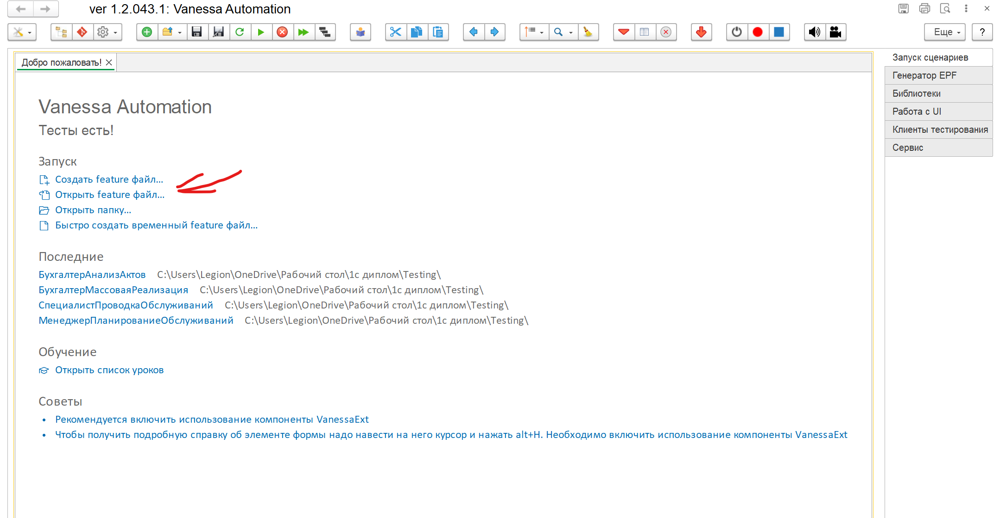 ver 1.2.043.1: Vanessa Automation
Еще
?
Добро пожаловать!
Запуск сценариев
Генератор EPF
Библиотеки
Работа с UI
Клиенты тестирования
Сервис
Vanessa Automation
Тесты есть!
Запуск
Создать feature файл...
Открыть feature файл...
Открыть папку...
Быстро создать временный feature файл...
Последние
БухгалтерАнализАктов C:\Users\Legion\OneDrive\Рабочий стол\1с диплом\Testing\
БухгалтерМассоваяРеализация C:\Users\Legion\OneDrive\Рабочий стол\1с диплом\Testing\
СпециалистПроводкаОбслуживаний C:\Users\Legion\OneDrive\Рабочий стол\1с диплом\Testing\
МенеджерПланированиеОбслуживаний C:\Users\Legion\OneDrive\Рабочий стол\1с диплом\Testing\
Обучение
Открыть список уроков
Советы
• Рекомендуется включить использование компоненты VanessaExt
• Чтобы получить подробную справку об элементе формы надо навести на него курсор и нажать alt+H. Необходимо включить использование компоненты VanessaExt